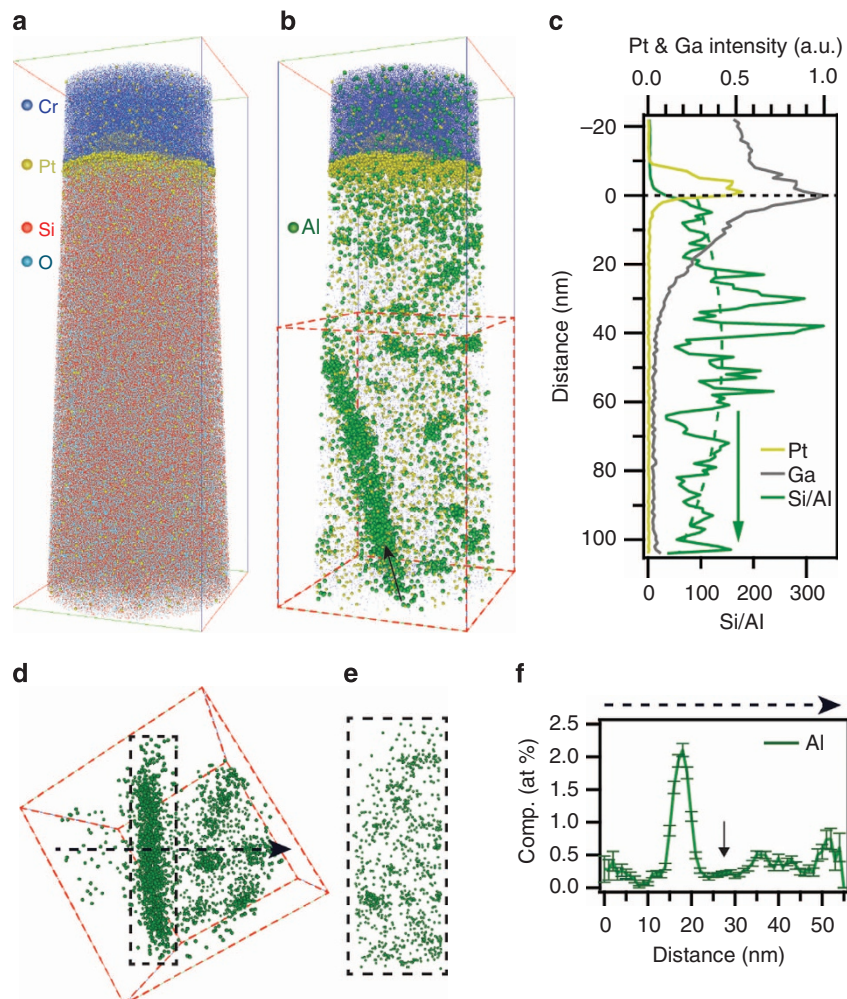 a
b
c
Cr
Pt
Si
O
Al
Pt & Ga intensity (a.u.)
0.0 0.5 1.0
Distance (nm)
−20
0
20
40
60
80
100
Pt
Ga
Si/Al
0 100 200 300
Si/Al
d
e
f
Comp. (at %)
2.5
2.0
1.5
1.0
0.5
0.0
Al
0 10 20 30 40 50
Distance (nm)